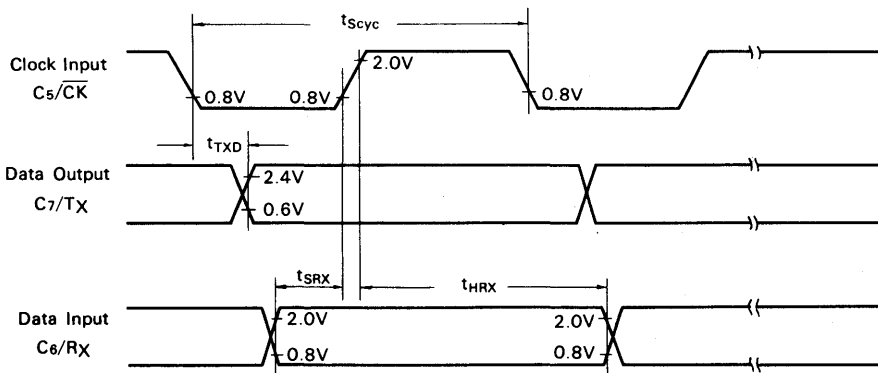 tScyc
Clock Input
C5/CK
2.0V
0.8V
0.8V
0.8V
tTXD
Data Output
C7/TX
2.4V
0.6V
tSRX
tHRX
Data Input
C6/RX
2.0V
2.0V
0.8V
0.8V